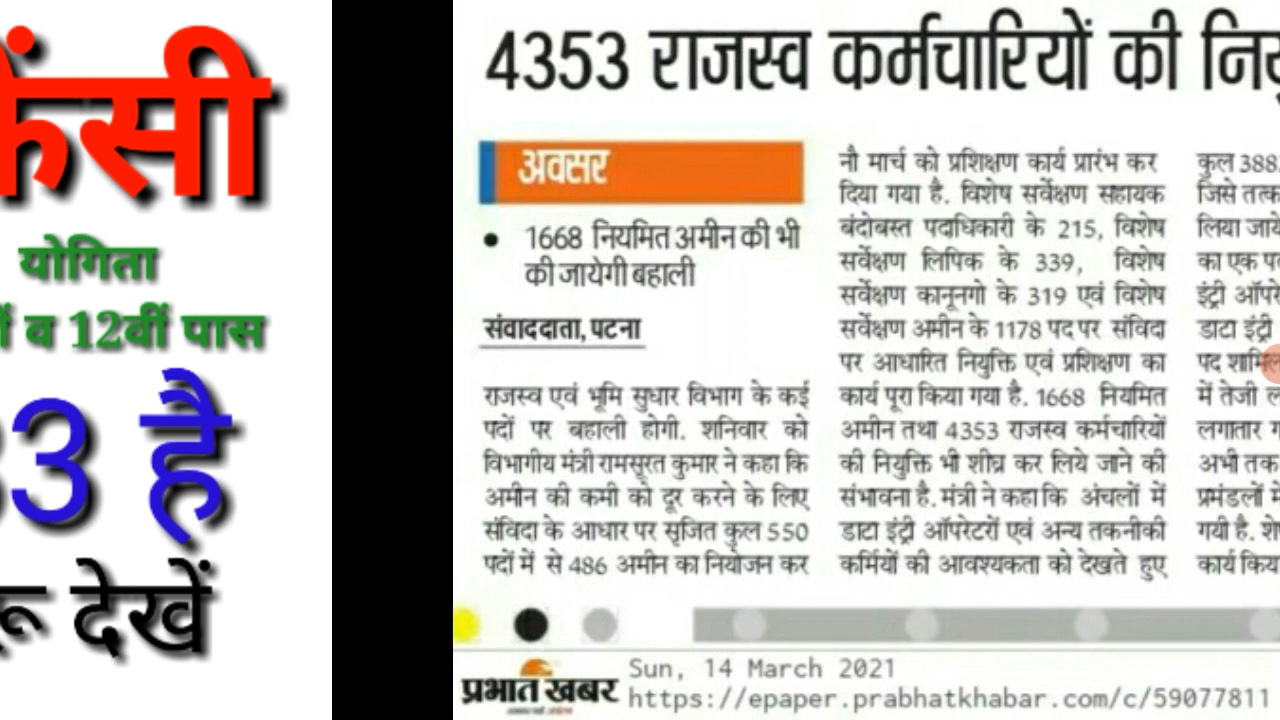 योगिता
व 12वीं पास
3 है
देखें
4353 राजस्व कर्मचारियों की
अवसर
• 1668 नियमित अमीन की भी
की जायेगी बहाली
संवाददाता, पटना
राजस्व एवं भूमि सुधार विभाग के कई
पदों पर बहाली होगी. शनिवार को
विभागीय मंत्री रामसूरत कुमार ने कहा कि
अमीन की कमी को दूर करने के लिए
संविदा के आधार पर सृजित कुल 550
पदों में से 486 अमीन का नियोजन कर
नौ मार्च को प्रशिक्षण कार्य प्रारंभ कर
दिया गया है. विशेष सर्वेक्षण सहायक
बंदोबस्त पदाधिकारी के 215, विशेष
सर्वेक्षण लिपिक के 339, विशेष
सर्वेक्षण कानूनगो के 319 एवं विशेष
सर्वेक्षण अमीन के 1178 पद पर संविदा
पर आधारित नियुक्ति एवं प्रशिक्षण का
कार्य पूरा किया गया है. 1668 नियमित
अमीन तथा 4353 राजस्व कर्मचारियों
की नियुक्ति भी शीघ्र कर लिये जाने की
संभावना है. मंत्री ने कहा कि अंचलों में
डाटा इंट्री ऑपरेटरों एवं अन्य तकनीकी
कर्मियों की आवश्यकता को देखते हुए
कुल
जिसे
लिया
का एक
इंट्री
डाटा इंट्री
पद
में तेजी
लगातार
अभी तक
प्रमंडलों
गयी है.
कार्य
प्रभात खबर
Sun, 14 March 2021
https://epaper.prabhatkhabar.com/c/59077811